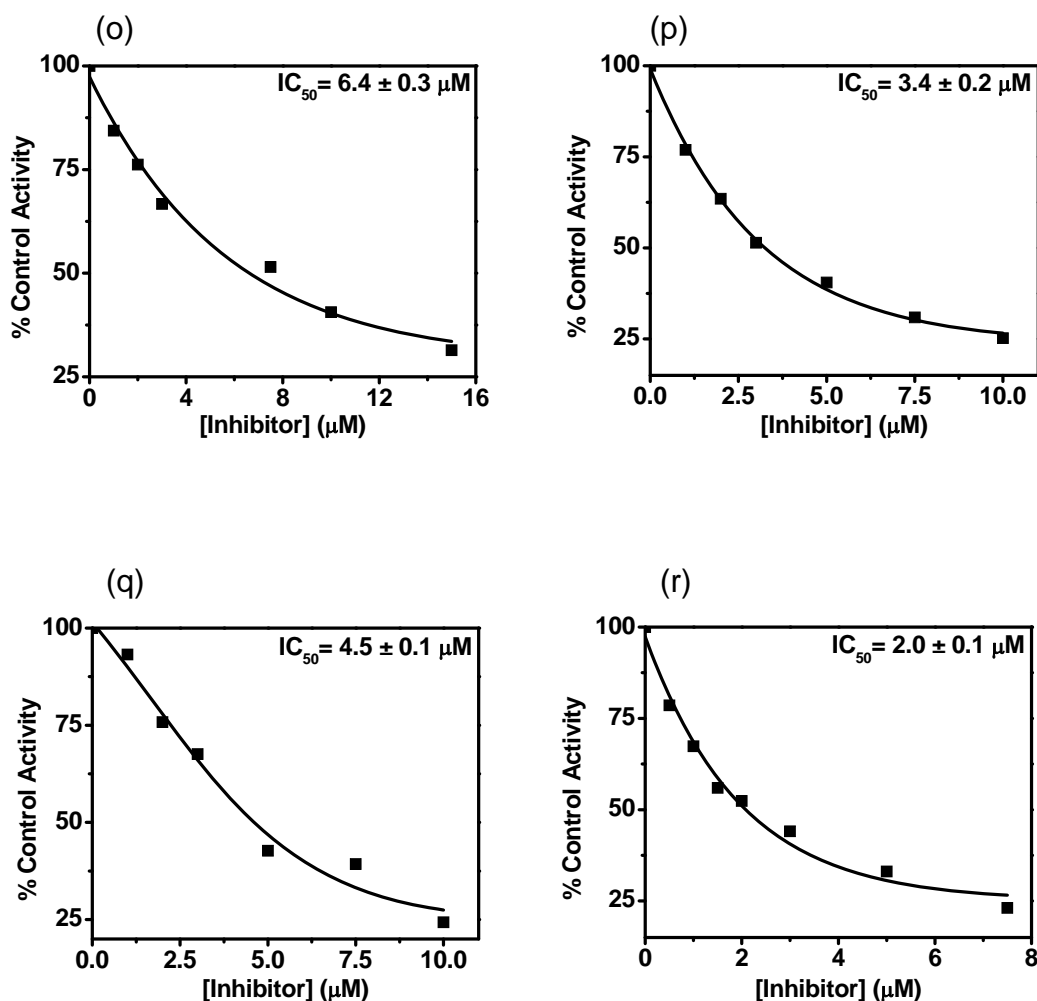 (o)
IC50= 6.4 ± 0.3 μM
100
75
50
25
% Control Activity
0 4 8 12 16
[Inhibitor] (μM)
(p)
IC50= 3.4 ± 0.2 μM
100
75
50
25
% Control Activity
0.0 2.5 5.0 7.5 10.0
[Inhibitor] (μM)
(q)
IC50= 4.5 ± 0.1 μM
100
75
50
25
% Control Activity
0.0 2.5 5.0 7.5 10.0
[Inhibitor] (μM)
(r)
IC50= 2.0 ± 0.1 μM
100
75
50
25
% Control Activity
0 2 4 6 8
[Inhibitor] (μM)